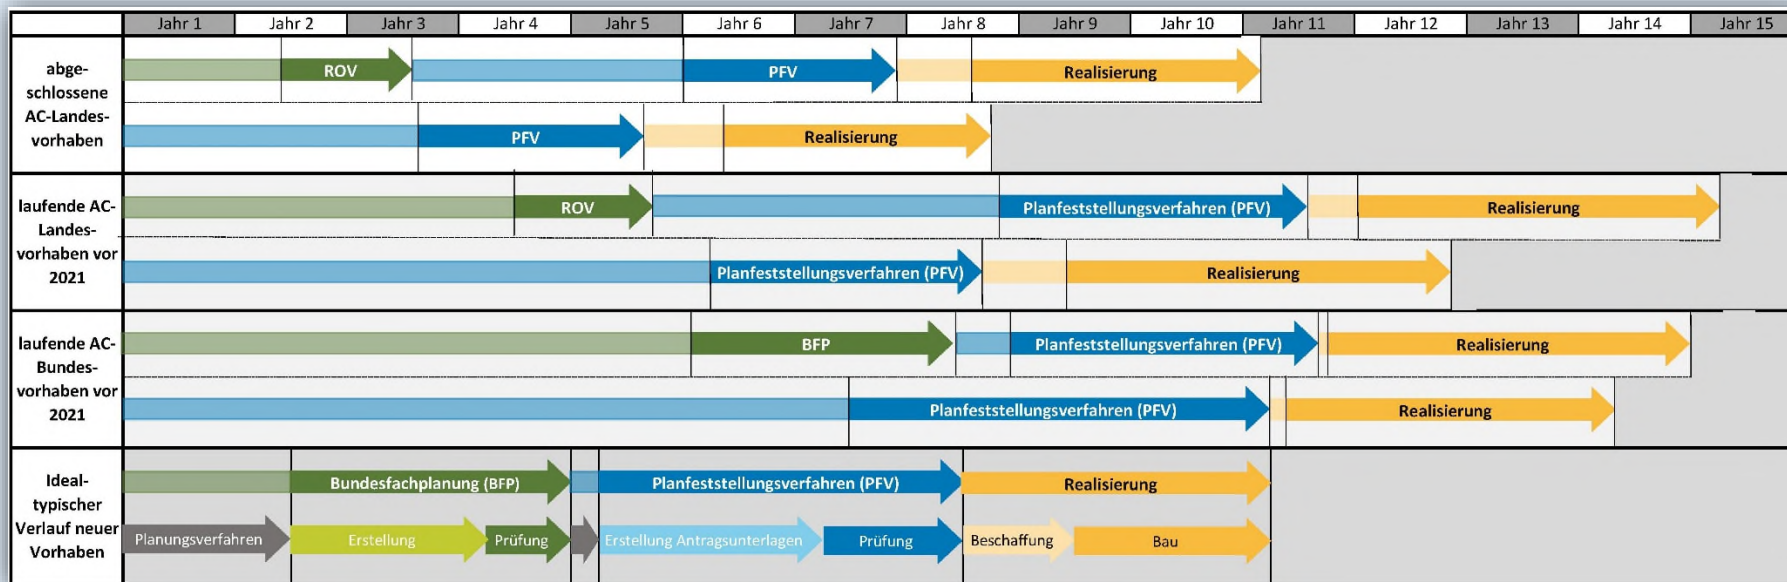 Jahr 1 Jahr 2 Jahr 3 Jahr 4 Jahr 5 Jahr 6 Jahr 7 Jahr 8 Jahr 9 Jahr 10 Jahr 11 Jahr 12 Jahr 13 Jahr 14 Jahr 15
abge-
schlossene
AC-Landes-
vorhaben
ROV PFV Realisierung
PFV Realisierung
laufende AC-
Landes-
vorhaben vor
2021
ROV Planfeststellungsverfahren (PFV) Realisierung
Planfeststellungsverfahren (PFV) Realisierung
laufende AC-
Bundes-
vorhaben vor
2021
BFP Planfeststellungsverfahren (PFV) Realisierung
Planfeststellungsverfahren (PFV) Realisierung
Ideal-
typischer
Verlauf neuer
Vorhaben
Bundesfachplanung (BFP) Planfeststellungsverfahren (PFV) Realisierung
Planungsverfahren Erstellung Prüfung Erstellung Antragsunterlagen Prüfung Beschaffung Bau